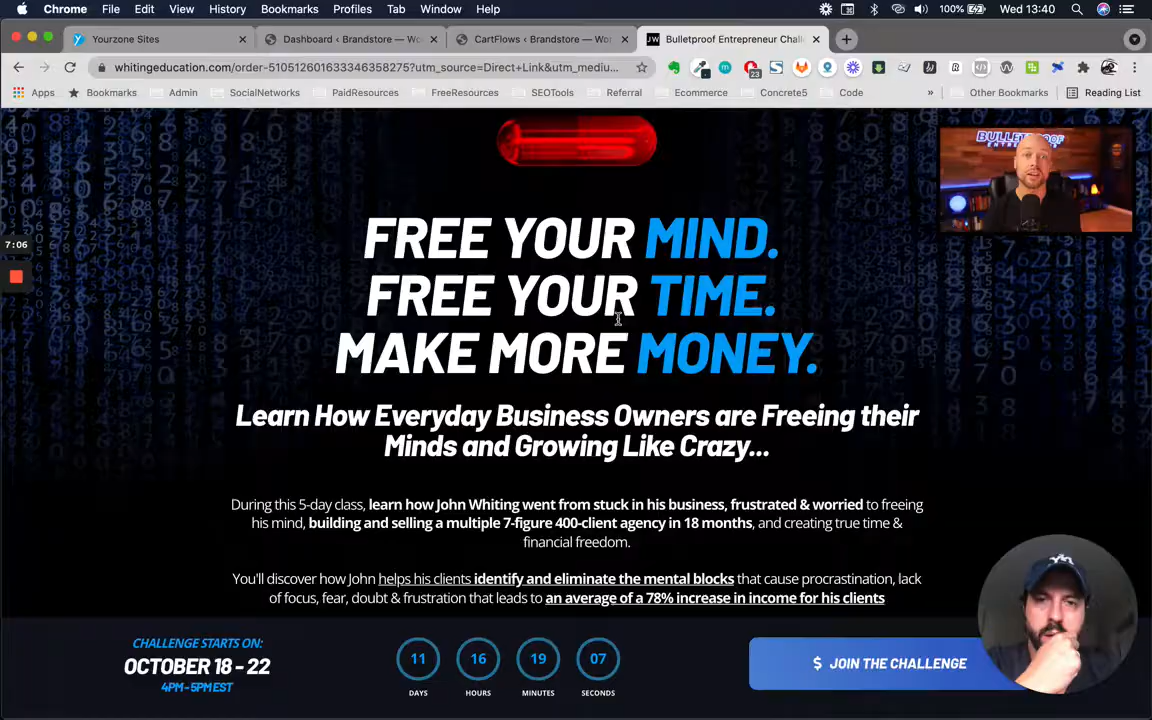 Chrome File Edit View History Bookmarks Profiles Tab Window Help 100% Wed 13:40
Yourzone Sites Dashboard ‹ Brandstore — Wo CartFlows ‹ Brandstore — Wor Bulletproof Entrepreneur Chall
whitingeducation.com/order-5105126016333463582757?utm_source=Direct+Link&utm_mediu...
23
Apps Bookmarks Admin SocialNetworks PaidResources FreeResources SEOTools Referral Ecommerce Concrete5 Code » Other Bookmarks Reading List
BULLETPROOF
7:06
FREE YOUR MIND.
FREE YOUR TIME.
MAKE MORE MONEY.
Learn How Everyday Business Owners are Freeing their
Minds and Growing Like Crazy...
During this 5-day class, learn how John Whiting went from stuck in his business, frustrated & worried to freeing
his mind, building and selling a multiple 7-figure 400-client agency in 18 months, and creating true time &
financial freedom.
You'll discover how John helps his clients identify and eliminate the mental blocks that cause procrastination, lack
of focus, fear, doubt & frustration that leads to an average of a 78% increase in income for his clients
CHALLENGE STARTS ON:
OCTOBER 18 - 22
4PM - 5PM EST
11 16 19 07
DAYS HOURS MINUTES SECONDS
$ JOIN THE CHALLENGE